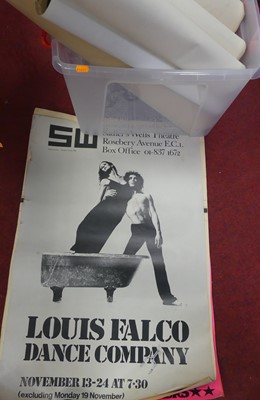 SW
Sadler's Wells Theatre
Rosebery Avenue E.C.1.
Box Office 01-837 1672
LOUIS FALCO
DANCE COMPANY
NOVEMBER 13-24 AT 7·30
(excluding Monday 19 November)